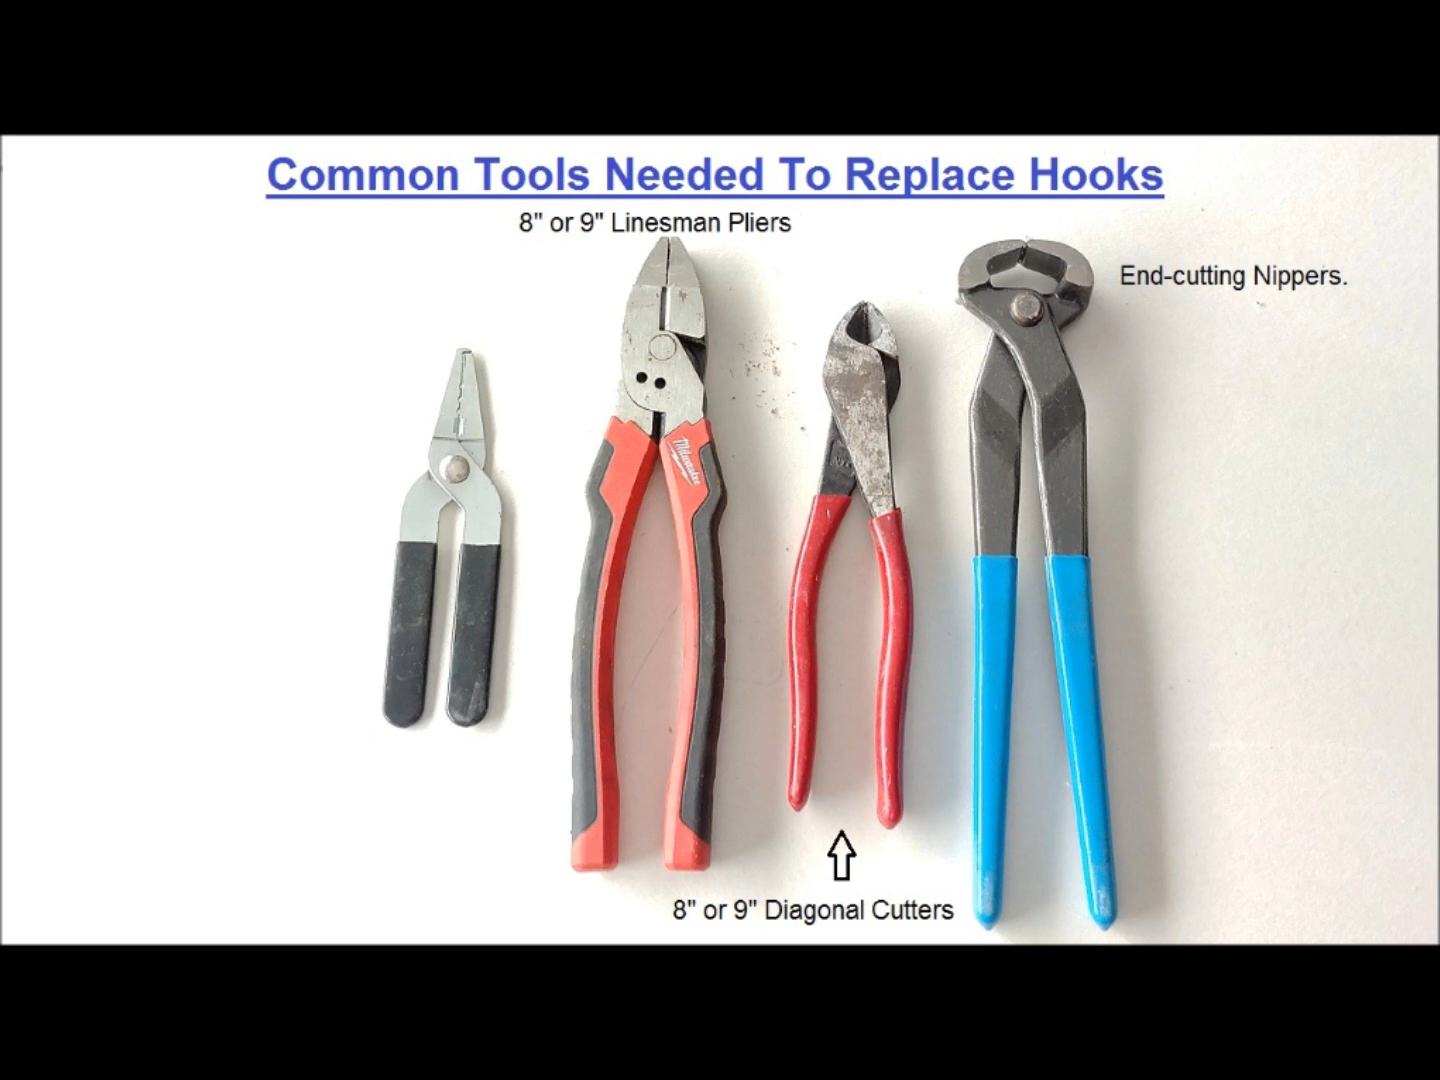 Common Tools Needed To Replace Hooks
8" or 9" Linesman Pliers
End-cutting Nippers.
Milwaukee
8" or 9" Diagonal Cutters